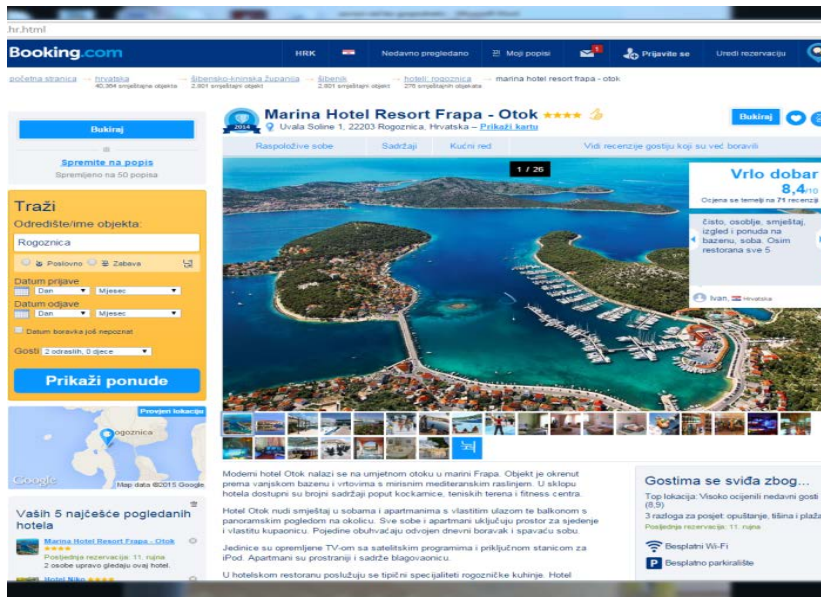 .hr.html
Booking.com
HRK
Nedavno pregledano
Moji popisi
1
Prijavite se
Uredi rezervaciju
početna stranica → hrvatska → šibensko-kninska županija → šibenik → hoteli: rogoznica → marina hotel resort frapa - otok
Bukiraj
Spremite na popis
Spremljeno na 50 popisa
Traži
Odredište/ime objekta:
Rogoznica
Poslovno
Zabava
Datum prijave
Dan
Mjesec
Datum odjave
Dan
Mjesec
Datum boravka još nepoznat
Gosti 2 odraslih, 0 djece
Prikaži ponude
Provjeri lokaciju
ogoznica
Google
Map data ©2015 Google
Vaših 5 najčešće pogledanih
hotela
Marina Hotel Resort Frapa - Otok
Posljednja rezervacija: 11. rujna
2 osobe upravo gledaju ovaj hotel.
Hotel Niko
2014
Marina Hotel Resort Frapa - Otok
Uvala Soline 1, 22203 Rogoznica, Hrvatska – Prikaži kartu
Bukiraj
Raspoložive sobe
Sadržaji
Kućni red
Vidi recenzije gostiju koji su već boravili
1 / 26
Vrlo dobar
8,4/10
Ocjena se temelji na 71 recenziji
čisto, osoblje, smještaj,
izgled i ponuda na
bazenu, soba. Osim
restorana sve 5
Ivan, Hrvatska
Moderni hotel Otok nalazi se na umjetnom otoku u marini Frapa. Objekt je okrenut
prema vanjskom bazenu i vrtovima s mirisnim mediteranskim raslinjem. U sklopu
hotela dostupni su brojni sadržaji poput kockarnice, teniskih terena i fitness centra.
Hotel Otok nudi smještaj u sobama i apartmanima s vlastitim ulazom te balkonom s
panoramskim pogledom na okolicu. Sve sobe i apartmani uključuju prostor za sjedenje
i vlastitu kupaonicu. Pojedine obuhvaćaju odvojen dnevni boravak i spavaću sobu.
Jedinice su opremljene TV-om sa satelitskim programima i priključnom stanicom za
iPod. Apartmani su prostraniji i sadrže blagovaonicu.
U hotelskom restoranu poslužuju se tipični specijaliteti rogozničke kuhinje. Hotel
Gostima se sviđa zbog...
Top lokacija: Visoko ocijenili nedavni gosti
(8,9)
3 razloga za posjet: opuštanje, tišina i plaža
Posljednja rezervacija: 11. rujna
Besplatni Wi-Fi
P Besplatno parkiralište